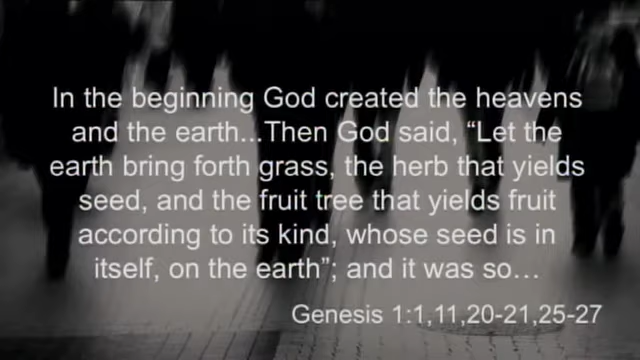 In the beginning God created the heavens
and the earth...Then God said, “Let the
earth bring forth grass, the herb that yields
seed, and the fruit tree that yields fruit
according to its kind, whose seed is in
itself, on the earth”; and it was so…
Genesis 1:1,11,20-21,25-27